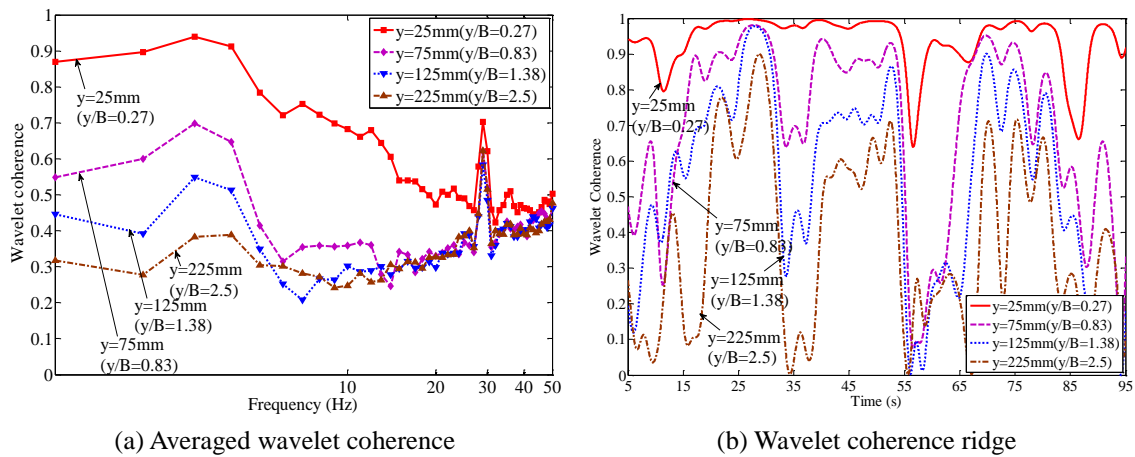 1
0.9
0.8
0.7
0.6
0.5
0.4
0.3
0.2
0.1
0
Wavelet coherence
10
20
30
40
50
Frequency (Hz)
y=25mm(y/B=0.27)
y=75mm(y/B=0.83)
y=125mm(y/B=1.38)
y=225mm(y/B=2.5)
y=25mm
(y/B=0.27)
y=225mm
(y/B=2.5)
y=125mm
(y/B=1.38)
y=75mm
(y/B=0.83)
(a) Averaged wavelet coherence
1
0.9
0.8
0.7
0.6
0.5
0.4
0.3
0.2
0.1
0
Wavelet Coherence
5
15
25
35
45
55
65
75
85
95
Time (s)
y=25mm
(y/B=0.27)
y=75mm
(y/B=0.83)
y=125mm
(y/B=1.38)
y=225mm
(y/B=2.5)
y=25mm(y/B=0.27)
y=75mm(y/B=0.83)
y=125mm(y/B=1.38)
y=225mm(y/B=2.5)
(b) Wavelet coherence ridge